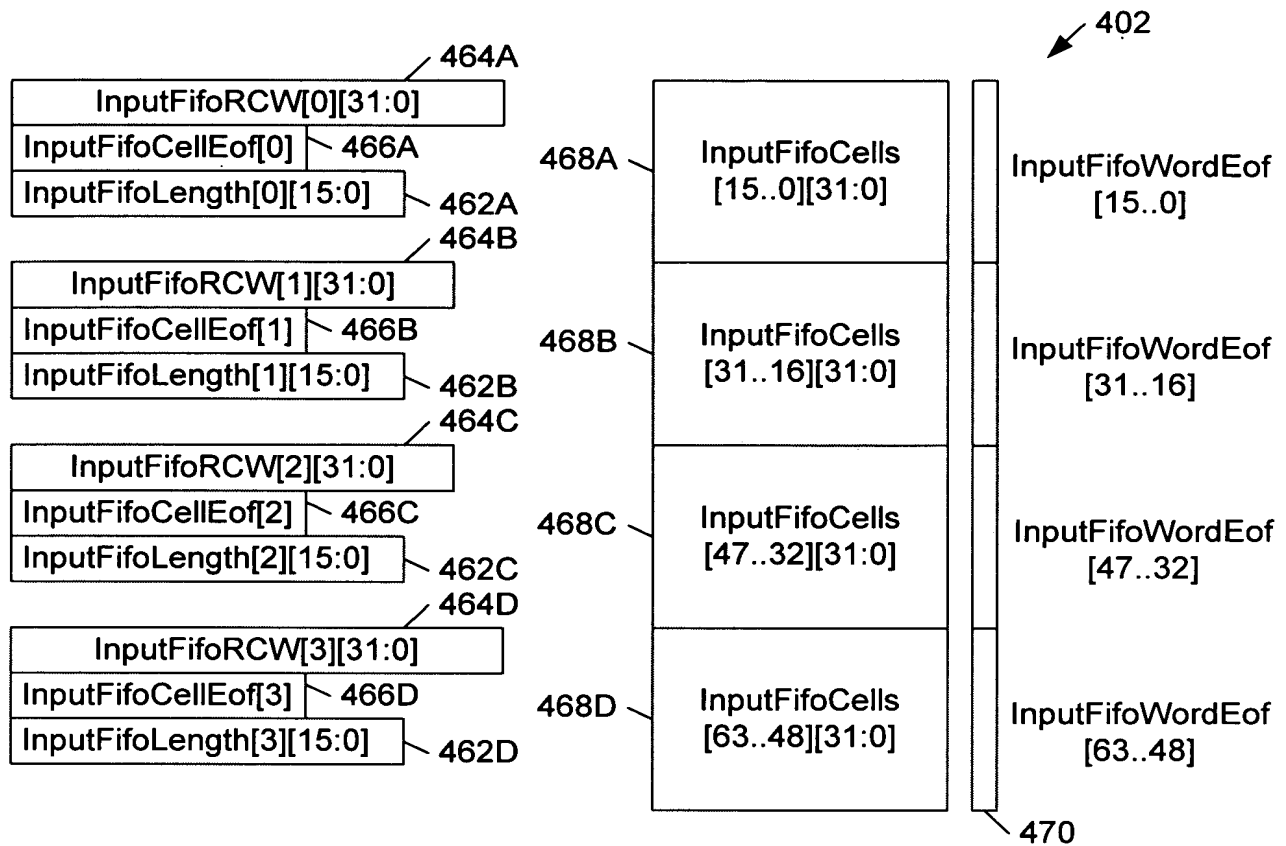 402
464A
InputFifoRCW[0][31:0]
InputFifoCellEof[0]
466A
InputFifoLength[0][15:0]
462A
464B
InputFifoRCW[1][31:0]
InputFifoCellEof[1]
466B
InputFifoLength[1][15:0]
462B
464C
InputFifoRCW[2][31:0]
InputFifoCellEof[2]
466C
InputFifoLength[2][15:0]
462C
464D
InputFifoRCW[3][31:0]
InputFifoCellEof[3]
466D
InputFifoLength[3][15:0]
462D
468A
InputFifoCells
[15..0][31:0]
468B
InputFifoCells
[31..16][31:0]
468C
InputFifoCells
[47..32][31:0]
468D
InputFifoCells
[63..48][31:0]
InputFifoWordEof
[15..0]
InputFifoWordEof
[31..16]
InputFifoWordEof
[47..32]
InputFifoWordEof
[63..48]
470